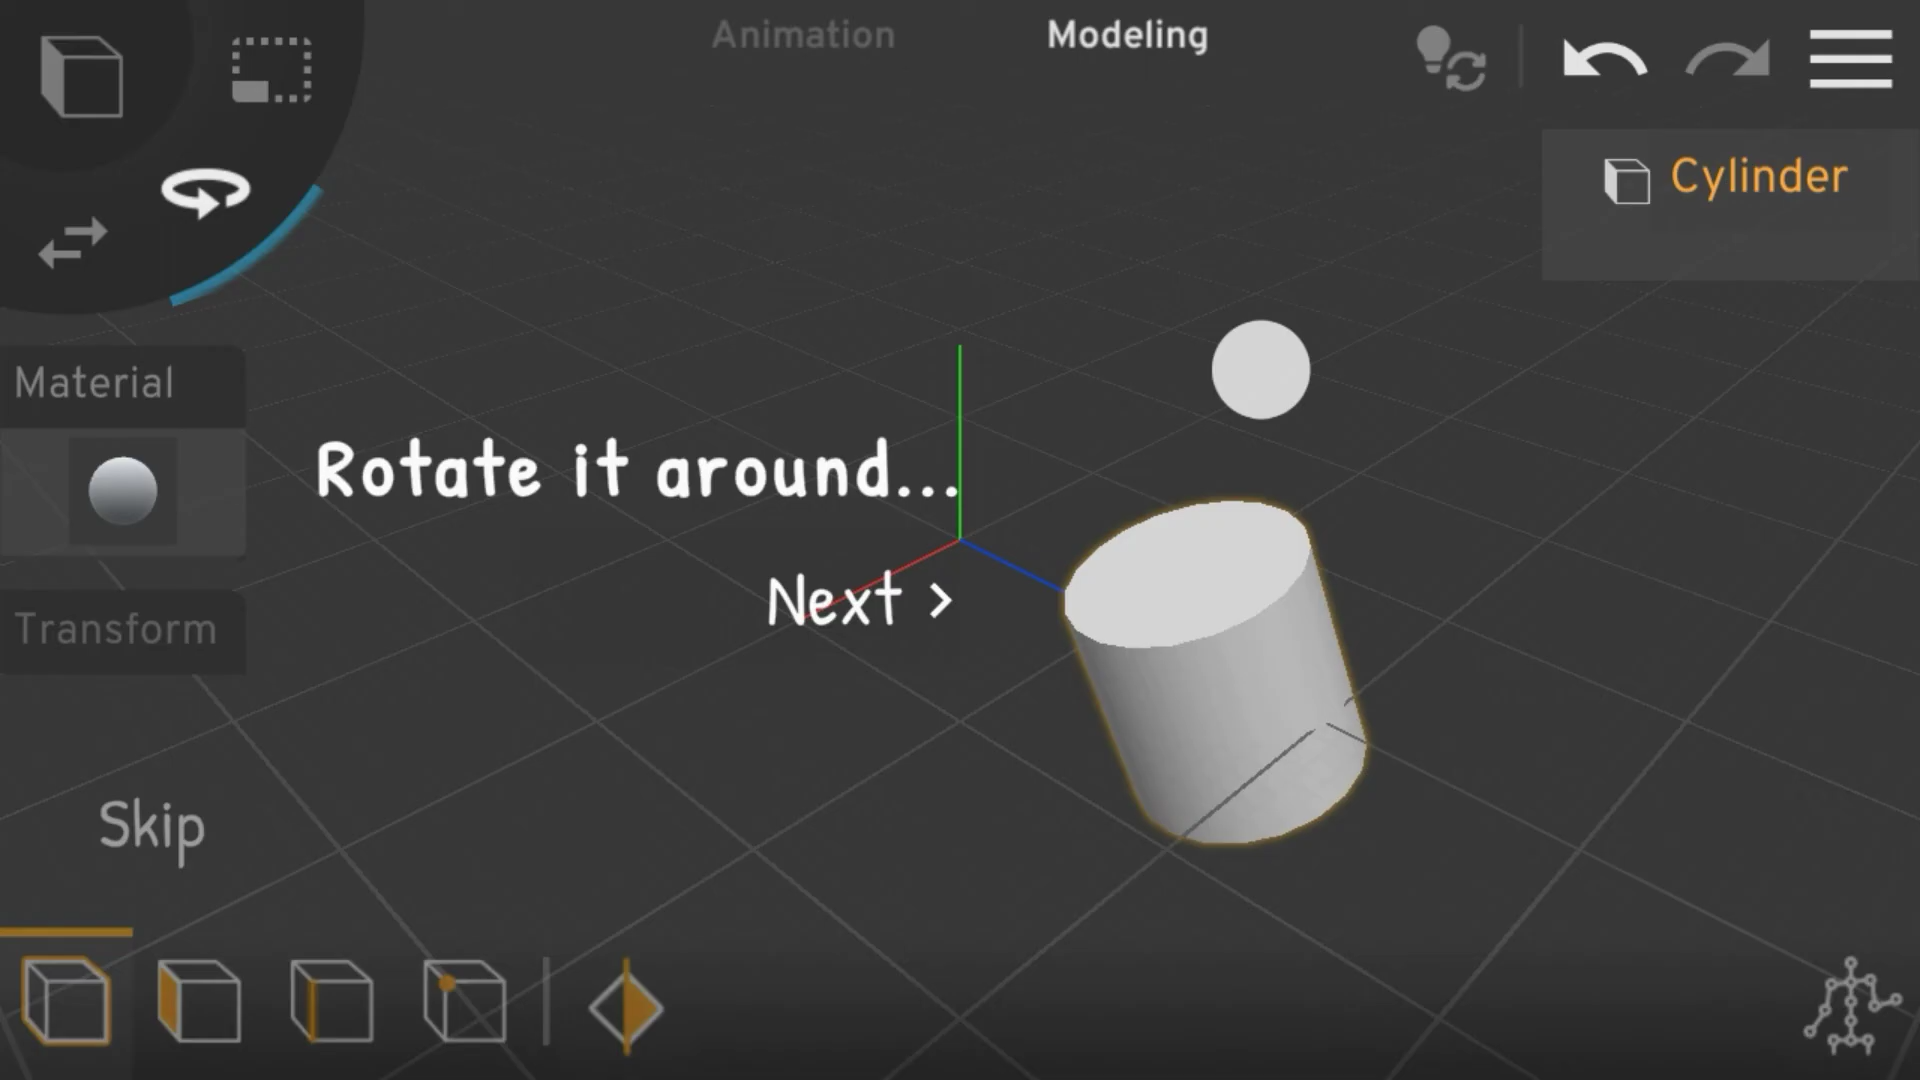 Animation
Modeling
Cylinder
Material
Rotate it around...
Next >
Transform
Skip